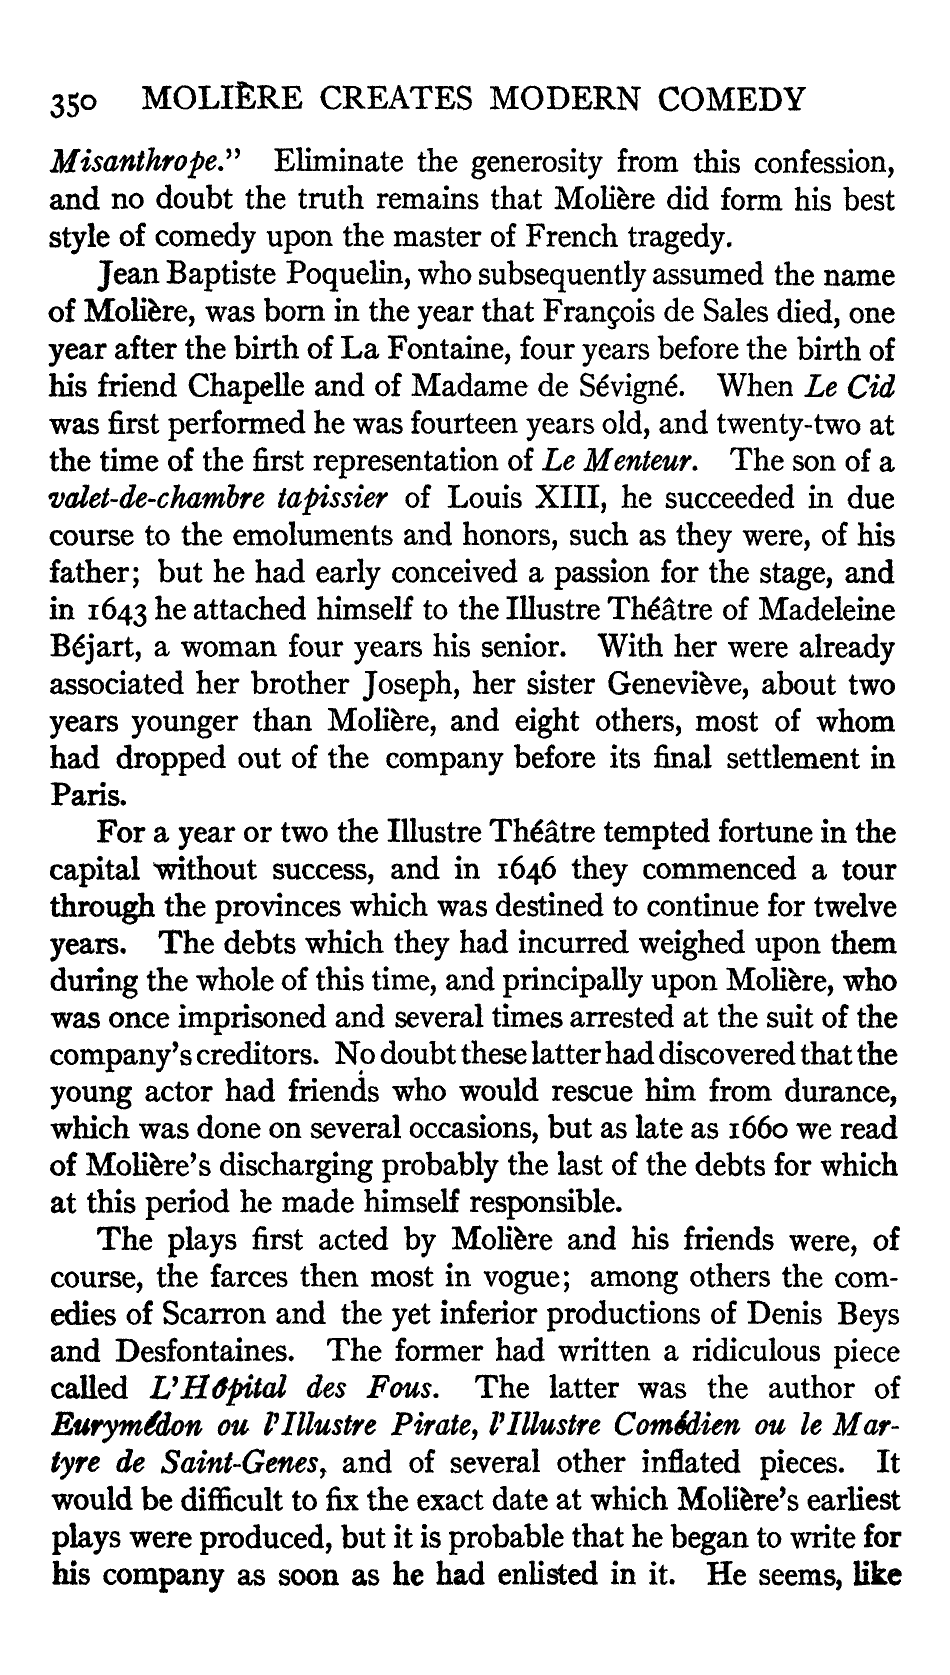 350 MOLIÈRE CREATES MODERN COMEDY
Misanthrope.” Eliminate the generosity from this confession,
and no doubt the truth remains that Molière did form his best
style of comedy upon the master of French tragedy.
Jean Baptiste Poquelin, who subsequently assumed the name
of Molière, was born in the year that François de Sales died, one
year after the birth of La Fontaine, four years before the birth of
his friend Chapelle and of Madame de Sévigné. When Le Cid
was first performed he was fourteen years old, and twenty-two at
the time of the first representation of Le Menteur. The son of a
valet-de-chambre tapissier of Louis XIII, he succeeded in due
course to the emoluments and honors, such as they were, of his
father; but he had early conceived a passion for the stage, and
in 1643 he attached himself to the Illustre Théâtre of Madeleine
Béjart, a woman four years his senior. With her were already
associated her brother Joseph, her sister Geneviève, about two
years younger than Molière, and eight others, most of whom
had dropped out of the company before its final settlement in
Paris.
For a year or two the Illustre Théâtre tempted fortune in the
capital without success, and in 1646 they commenced a tour
through the provinces which was destined to continue for twelve
years. The debts which they had incurred weighed upon them
during the whole of this time, and principally upon Molière, who
was once imprisoned and several times arrested at the suit of the
company’s creditors. No doubt these latter had discovered that the
young actor had friends who would rescue him from durance,
which was done on several occasions, but as late as 1660 we read
of Molière’s discharging probably the last of the debts for which
at this period he made himself responsible.
The plays first acted by Molière and his friends were, of
course, the farces then most in vogue; among others the com-
edies of Scarron and the yet inferior productions of Denis Beys
and Desfontaines. The former had written a ridiculous piece
called L’Hôpital des Fous. The latter was the author of
Eurymédon ou l’Illustre Pirate, l’Illustre Comédien ou le Mar-
tyre de Saint-Genes, and of several other inflated pieces. It
would be difficult to fix the exact date at which Molière’s earliest
plays were produced, but it is probable that he began to write for
his company as soon as he had enlisted in it. He seems, like